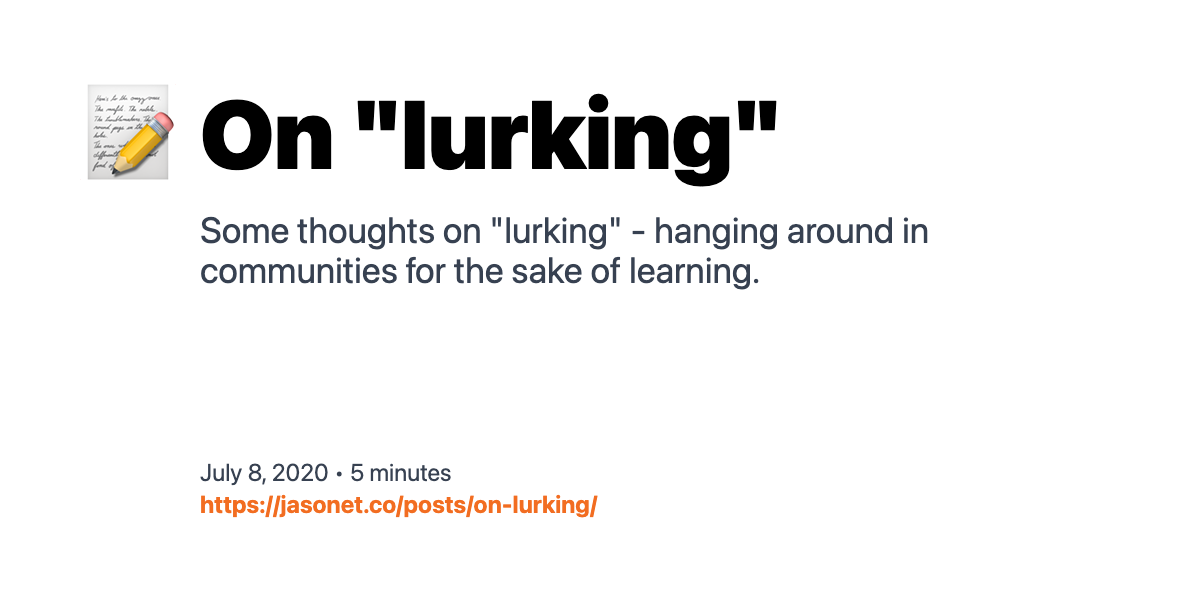 On "lurking"
Some thoughts on "lurking" - hanging around in
communities for the sake of learning.
July 8, 2020 • 5 minutes
https://jasonet.co/posts/on-lurking/